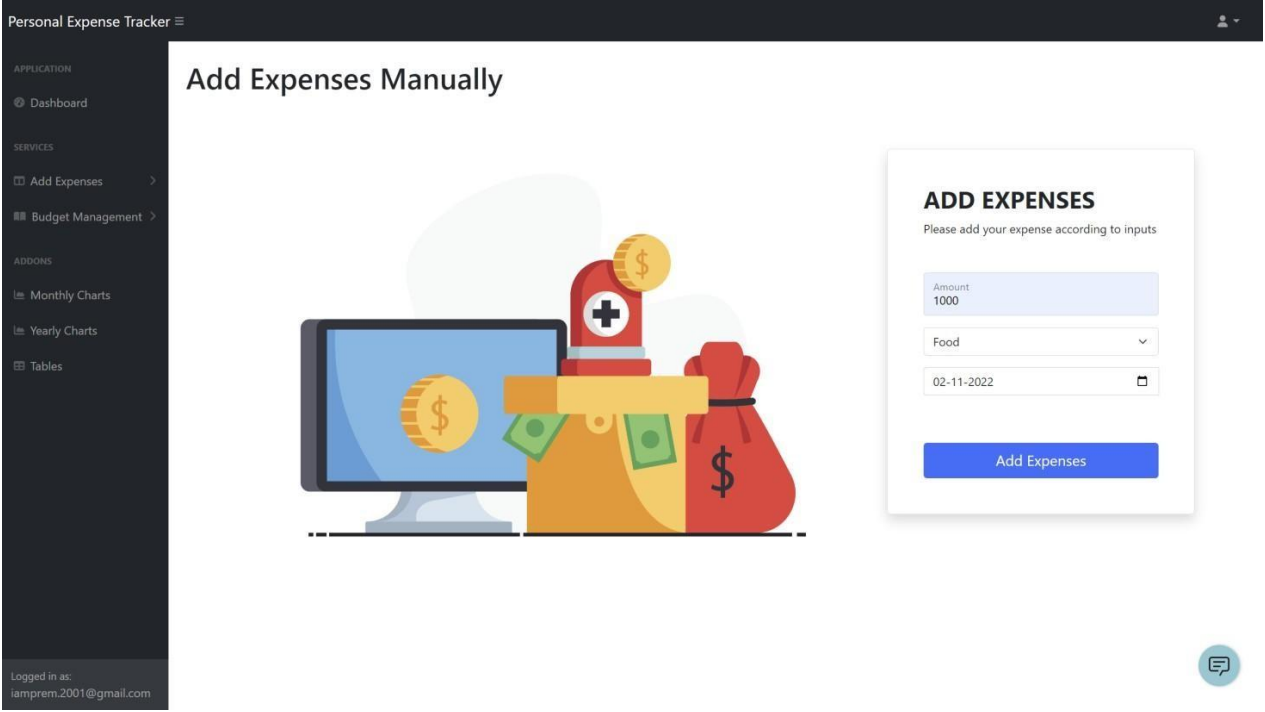 Personal Expense Tracker
APPLICATION
Dashboard
SERVICES
Add Expenses
Budget Management
ADDONS
Monthly Charts
Yearly Charts
Tables
Logged in as:
iamprem.2001@gmail.com
Add Expenses Manually
$
$
$
ADD EXPENSES
Please add your expense according to inputs
Amount
1000
Food
02-11-2022
Add Expenses